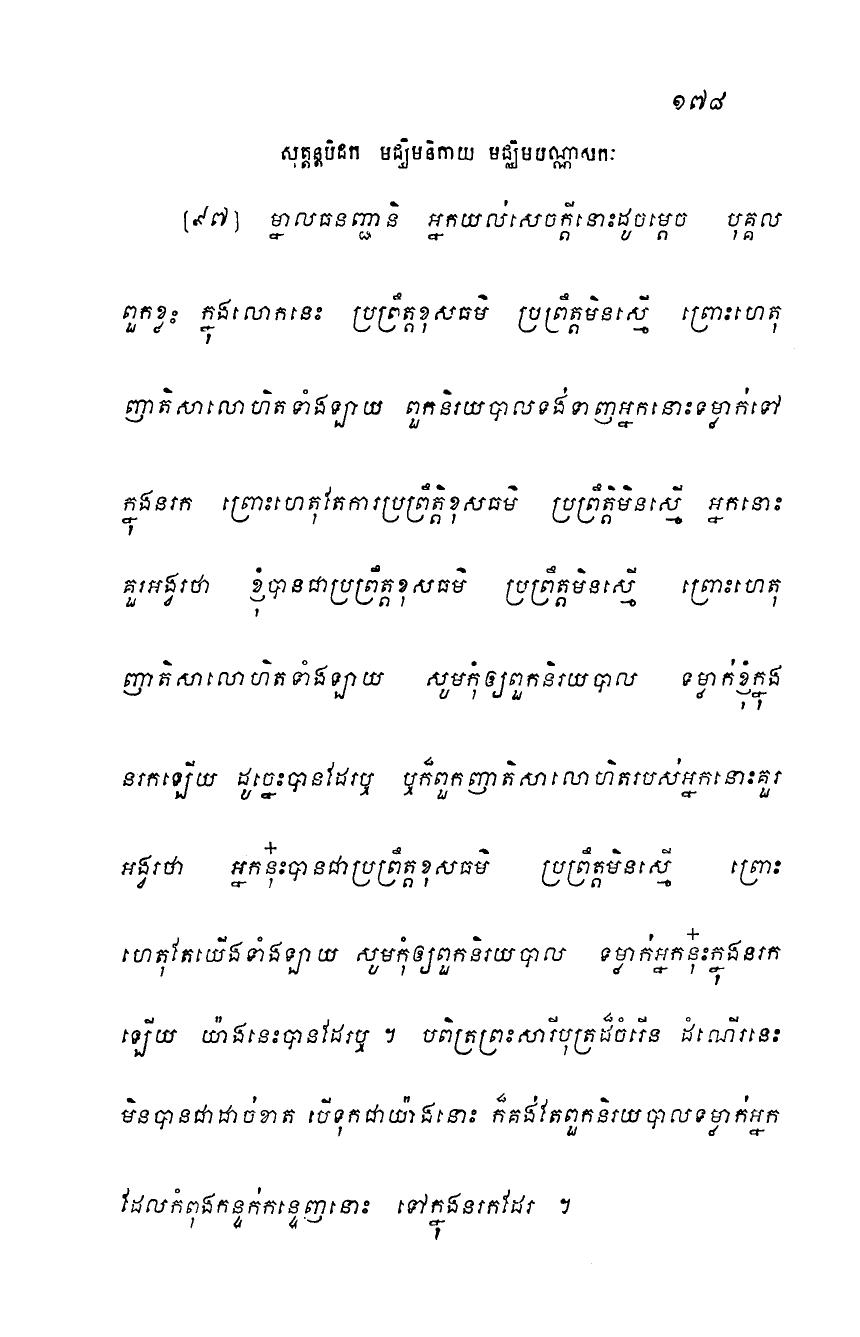 ១៧៨
សុត្តន្តបិដក មជ្ឈិមនិកាយ មជ្ឈិមបណ្ណាសកៈ
[៩៧] ម្នាលធនញ្ជានិ អ្នកយល់សេចក្តីនោះដូចម្តេច បុគ្គល
ពួកខ្លះ ក្នុងលោកនេះ ប្រព្រឹត្តខុសធម៌ ប្រព្រឹត្តមិនស្មើ ព្រោះហេតុ
ញាតិសាលោហិតទាំងឡាយ ពួកនិរយបាលទង់ទាញអ្នកនោះទម្លាក់ទៅ
ក្នុងនរក ព្រោះហេតុតែការប្រព្រឹត្តិខុសធម៌ ប្រព្រឹត្តិមិនស្មើ អ្នកនោះ
គួរអង្វរថា ខ្ញុំបានជាប្រព្រឹត្តខុសធម៌ ប្រព្រឹត្តមិនស្មើ ព្រោះហេតុ
ញាតិសាលោហិតទាំងឡាយ សូមកុំឲ្យពួកនិរយបាល ទម្លាក់ខ្ញុំក្នុង
នរកឡើយ ដូច្នេះបានដែរឬ ឬក៏ពួកញាតិសាលោហិតរបស់អ្នកនោះគួរ
អង្វរថា អ្នកនុ៎ះបានជាប្រព្រឹត្តខុសធម៌ ប្រព្រឹត្តមិនស្មើ ព្រោះ
ហេតុតែយើងទាំងឡាយ សូមកុំឲ្យពួកនិរយបាល ទម្លាក់អ្នកនុ៎ះក្នុងនរក
ឡើយ យ៉ាងនេះបានដែរឬ ។ បពិត្រព្រះសារីបុត្រដ៏ចំរើន ដំណើរនេះ
មិនបានជាដាច់ខាត បើទុកជាយ៉ាងនោះ ក៏គង់តែពួកនិរយបាលទម្លាក់អ្នក
ដែលកំពុងកន្ទក់កន្ទេញនោះ ទៅក្នុងនរកដែរ ។